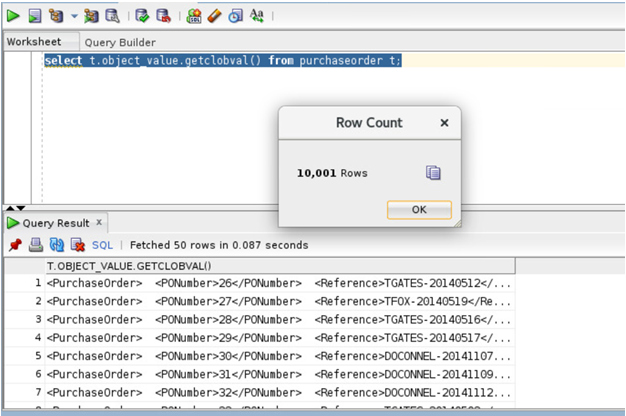 Worksheet Query Builder
select t.object_value.getclobval() from purchaseorder t;
Row Count ×
10,001 Rows
OK
Query Result ×
SQL | Fetched 50 rows in 0.087 seconds
T.OBJECT_VALUE.GETCLOBVAL()
1 <PurchaseOrder> <PONumber>26</PONumber> <Reference>TGATES-20140512</...
2 <PurchaseOrder> <PONumber>27</PONumber> <Reference>TFOX-20140519</Re...
3 <PurchaseOrder> <PONumber>28</PONumber> <Reference>TGATES-20140516</...
4 <PurchaseOrder> <PONumber>29</PONumber> <Reference>TGATES-20140517</...
5 <PurchaseOrder> <PONumber>30</PONumber> <Reference>DOCONNEL-20141107...
6 <PurchaseOrder> <PONumber>31</PONumber> <Reference>DOCONNEL-20141109...
7 <PurchaseOrder> <PONumber>32</PONumber> <Reference>DOCONNEL-20141112...